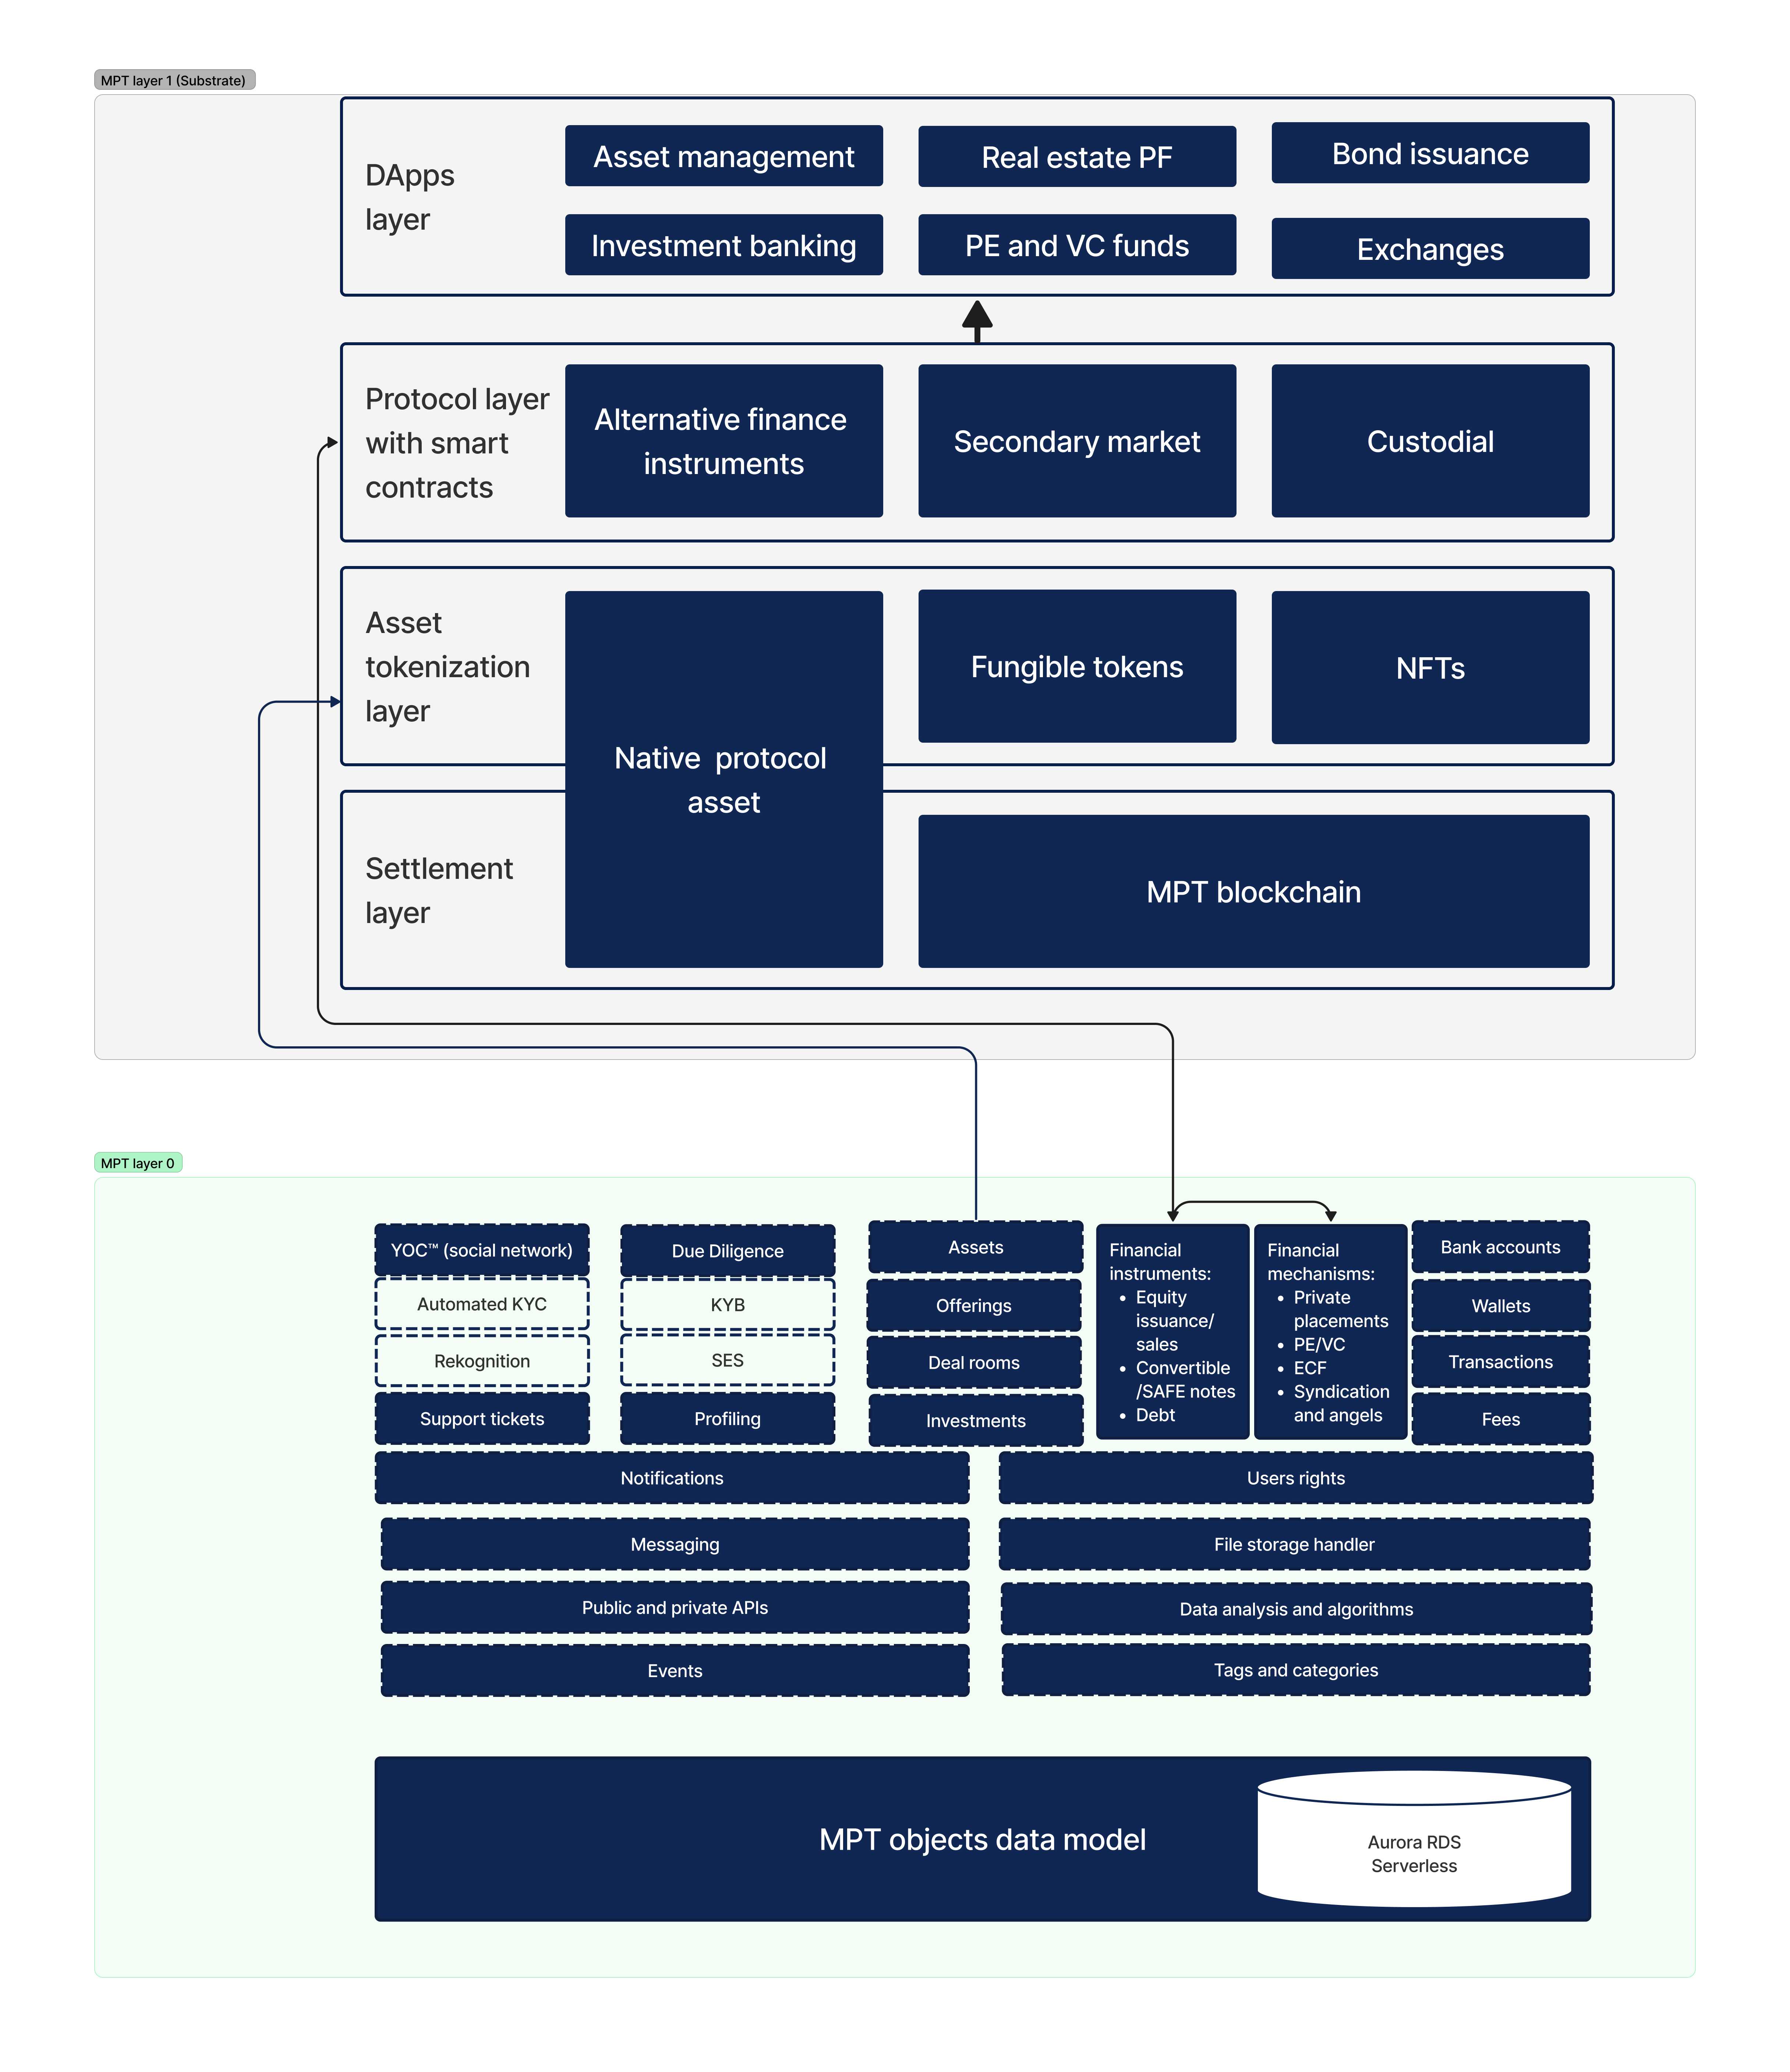 MPT layer 1 (Substrate)
DApps
layer
Asset management
Real estate PF
Bond issuance
Investment banking
PE and VC funds
Exchanges
Protocol layer
with smart
contracts
Alternative finance
instruments
Secondary market
Custodial
Asset
tokenization
layer
Native protocol
asset
Fungible tokens
NFTs
Settlement
layer
MPT blockchain
MPT layer 0
YOC™ (social network)
Automated KYC
Rekognition
Support tickets
Due Diligence
KYB
SES
Profiling
Assets
Offerings
Deal rooms
Investments
Financial
instruments:
• Equity
issuance/
sales
• Convertible
/SAFE notes
• Debt
Financial
mechanisms:
• Private
placements
• PE/VC
• ECF
• Syndication
and angels
Bank accounts
Wallets
Transactions
Fees
Notifications
Users rights
Messaging
File storage handler
Public and private APIs
Data analysis and algorithms
Events
Tags and categories
MPT objects data model
Aurora RDS
Serverless